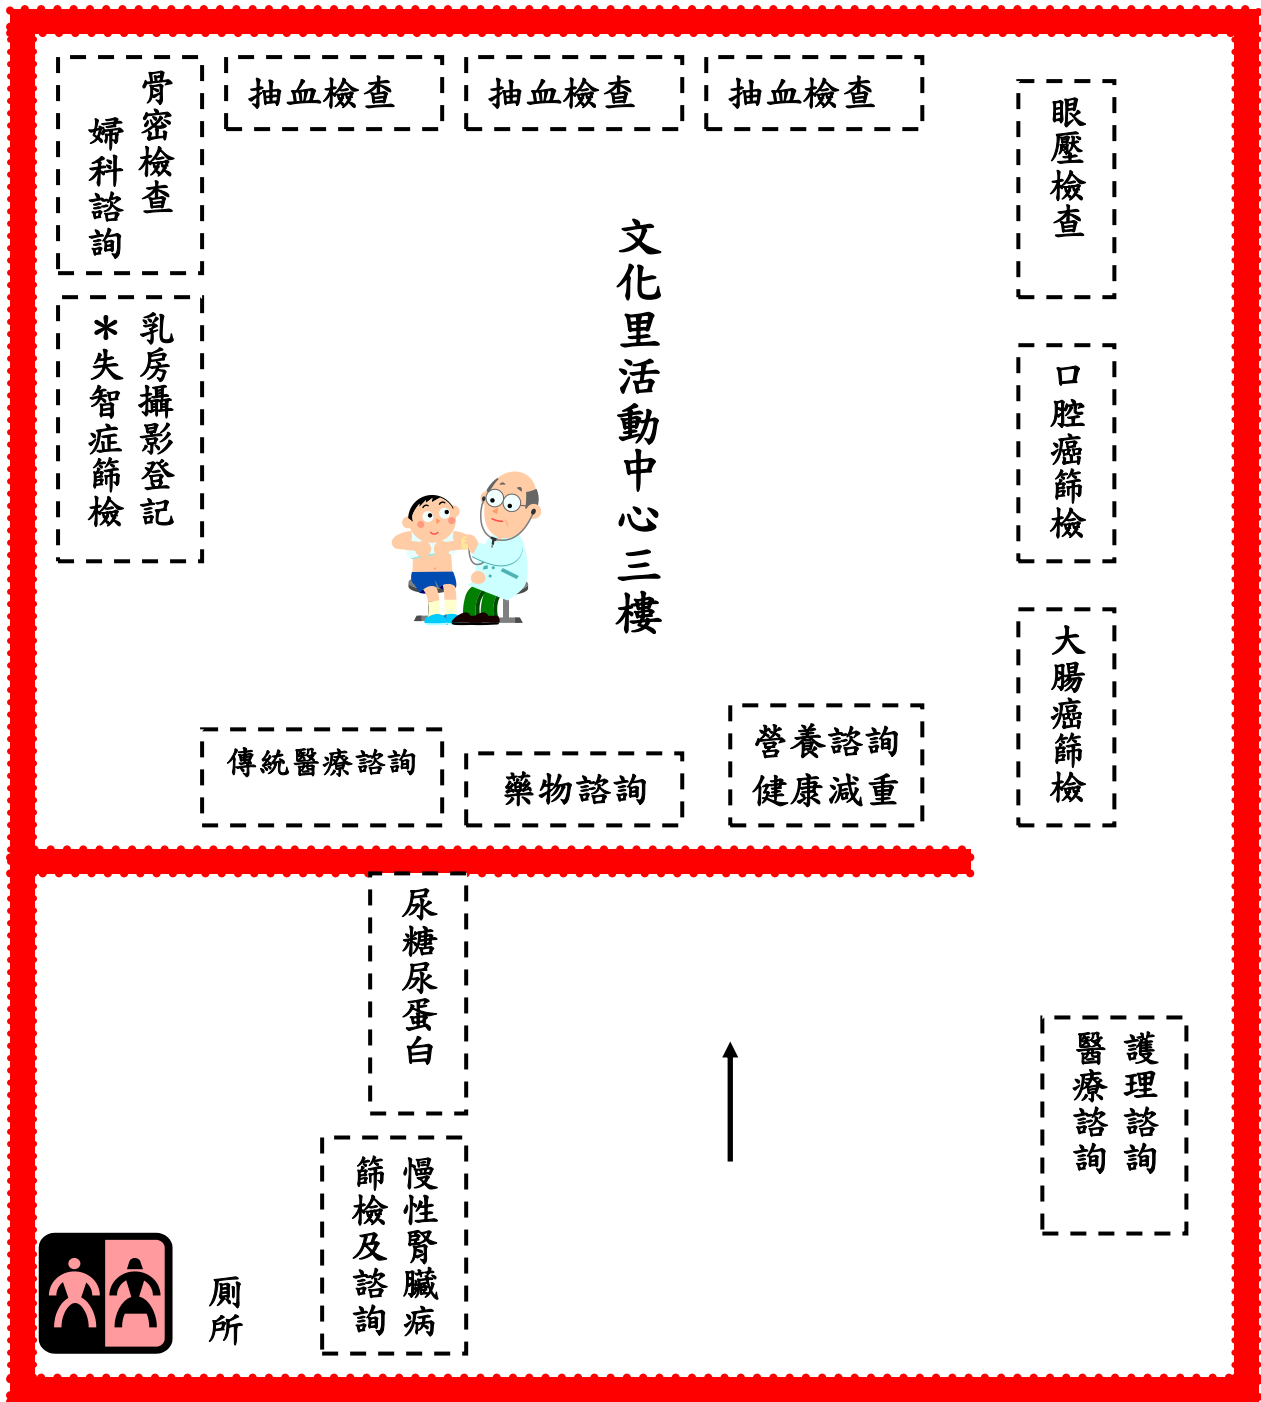 骨密檢查
婦科諮詢
抽血檢查
抽血檢查
抽血檢查
眼壓檢查
乳房攝影登記
＊失智症篩檢
文化里活動中心三樓
口腔癌篩檢
大腸癌篩檢
傳統醫療諮詢
藥物諮詢
營養諮詢
健康減重
尿糖尿蛋白
護理諮詢
醫療諮詢
慢性腎臟病
篩檢及諮詢
廁所